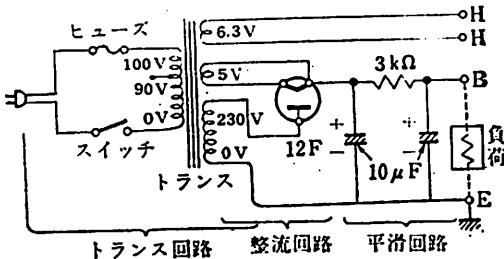 ヒューズ
100V
90V
0V
スイッチ
トランス
6.3V
5V
230V
0V
12F
3kΩ
+
−
10μF
+
−
H
H
B
負荷
E
トランス回路
整流回路
平滑回路